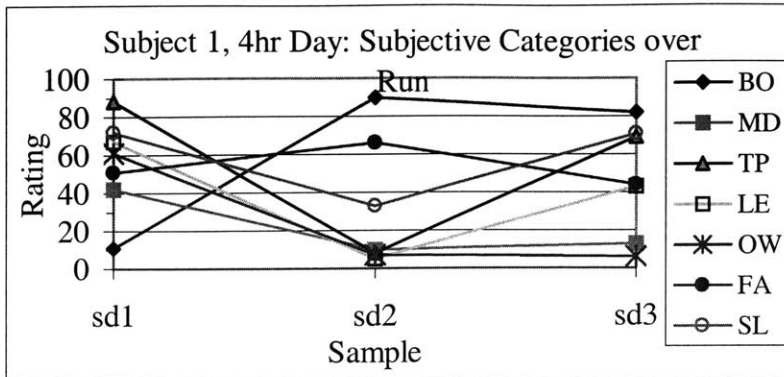 Subject 1, 4hr Day: Subjective Categories over
Run
100
80
60
40
20
0
Rating
sd1
sd2
sd3
Sample
BO
MD
TP
LE
OW
FA
SL